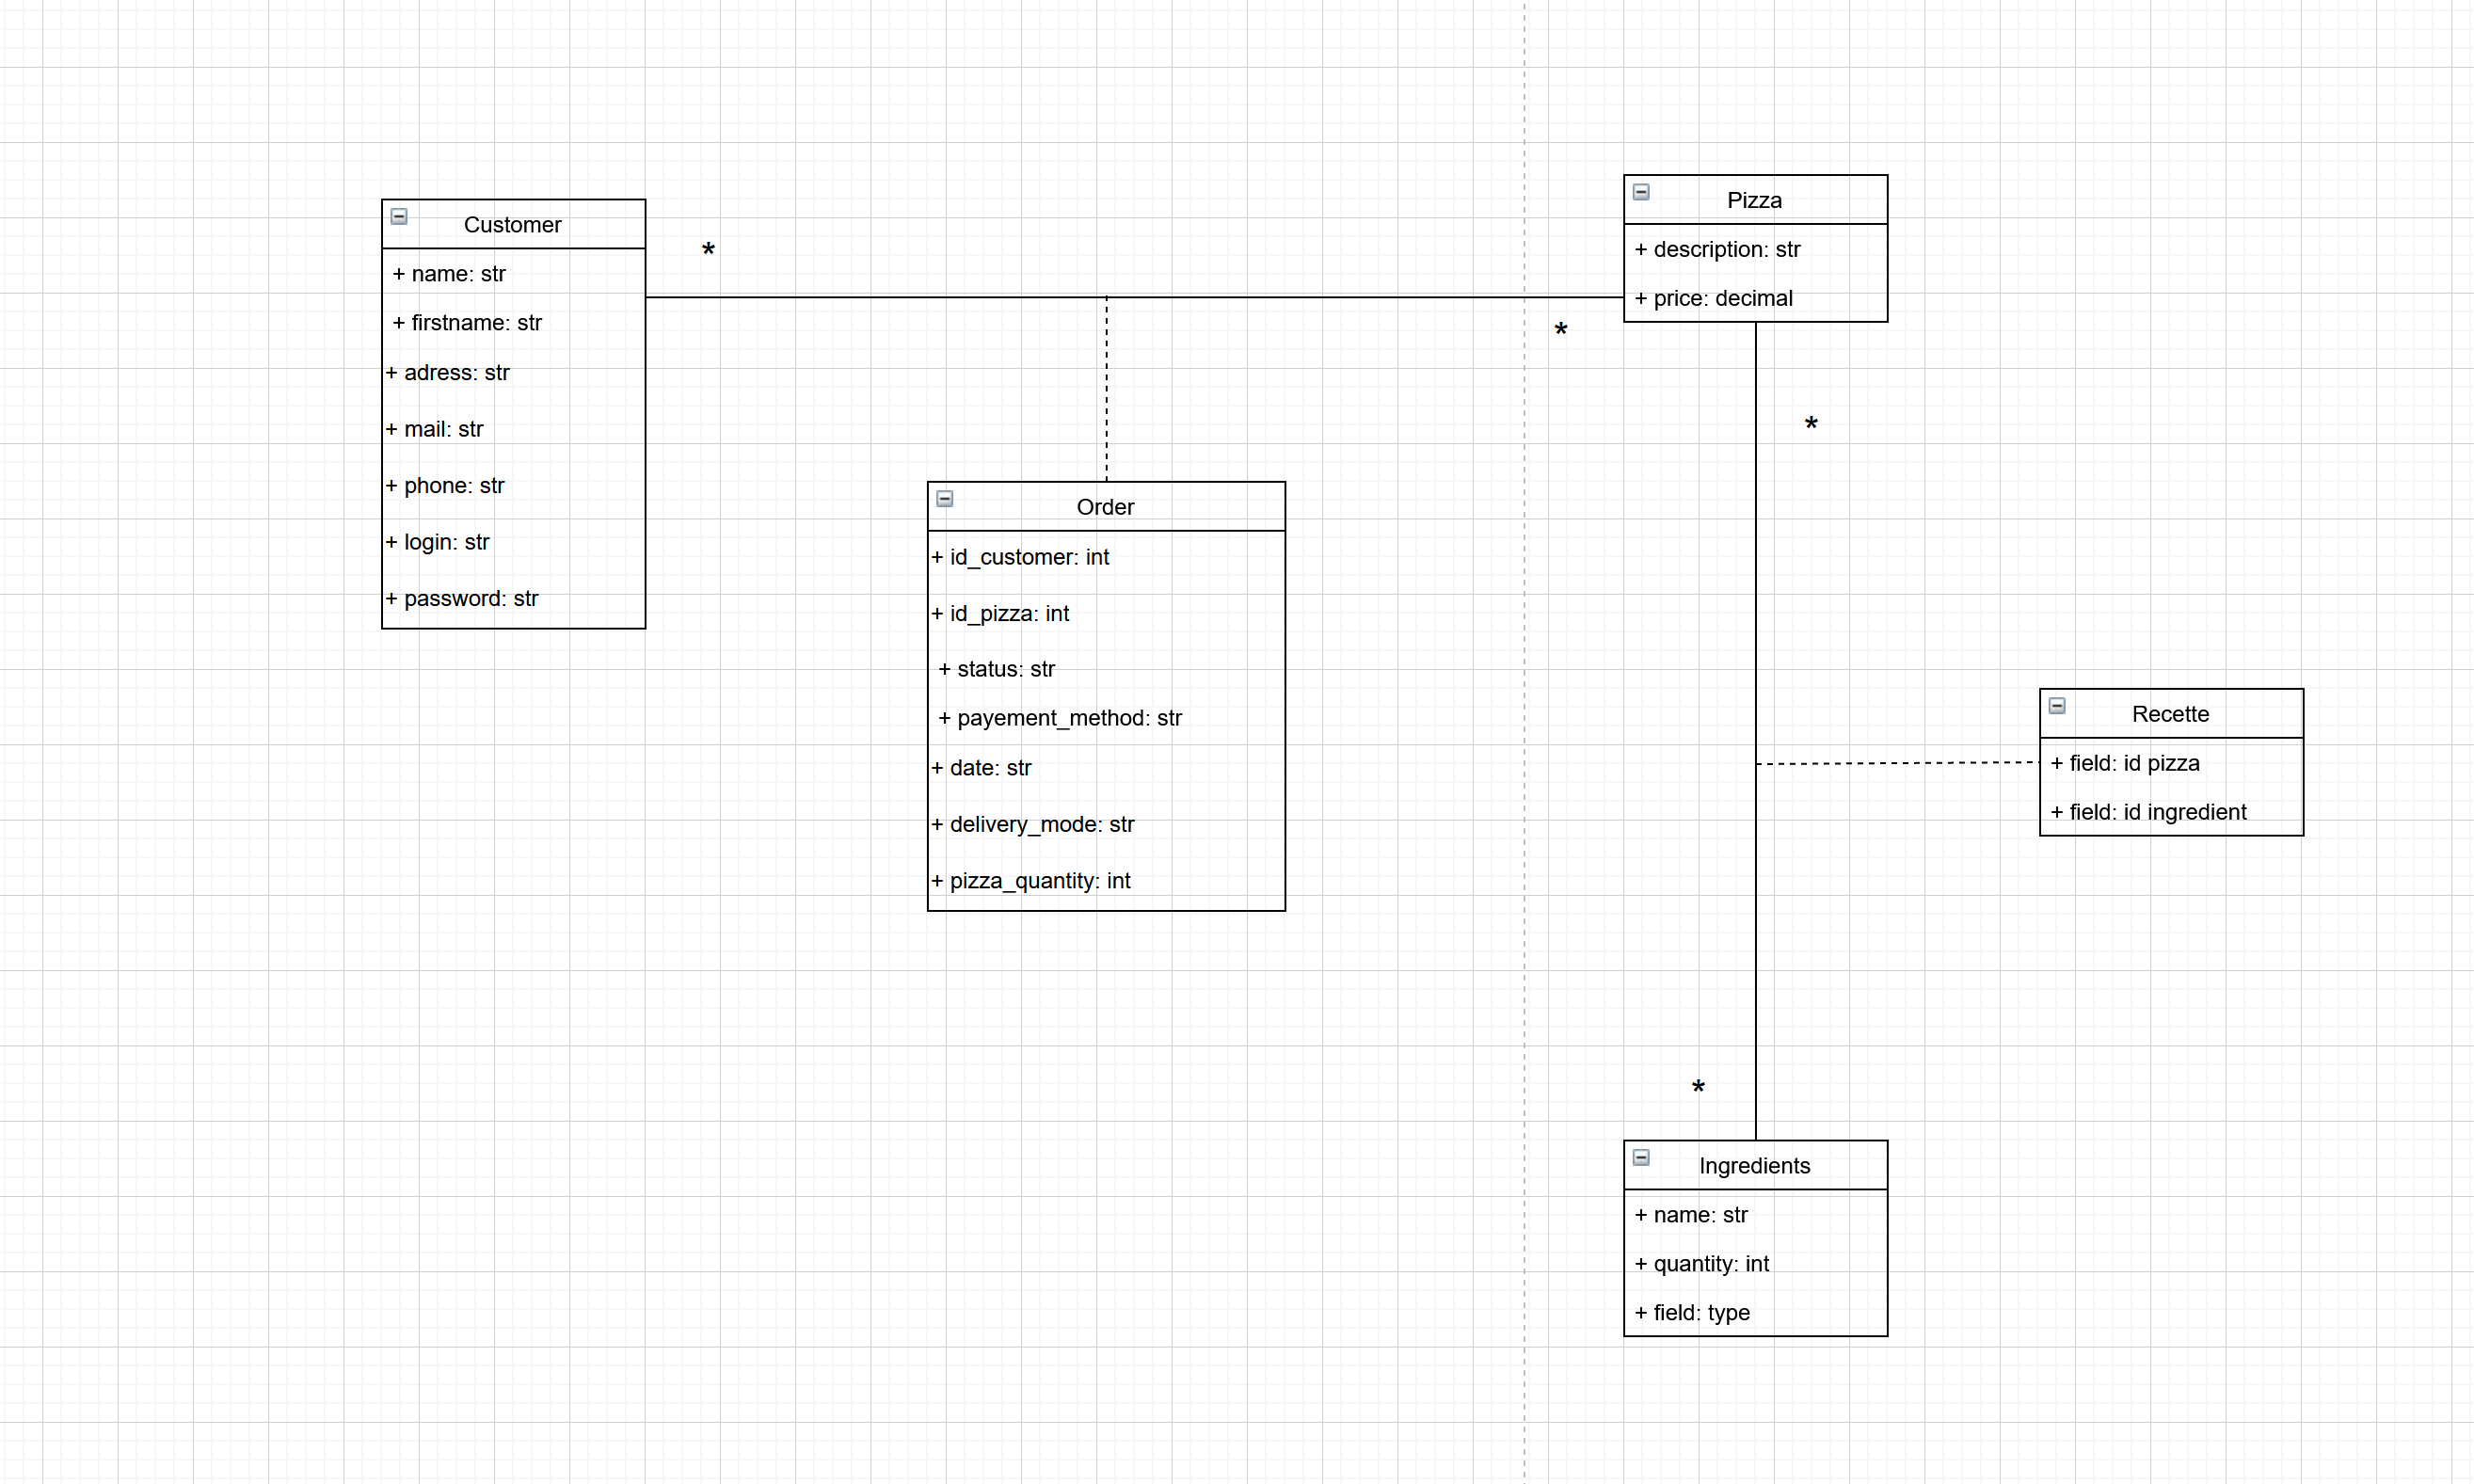 Customer
+ name: str
+ firstname: str
+ adress: str
+ mail: str
+ phone: str
+ login: str
+ password: str
*
*
Pizza
+ description: str
+ price: decimal
*
Order
+ id_customer: int
+ id_pizza: int
+ status: str
+ payement_method: str
+ date: str
+ delivery_mode: str
+ pizza_quantity: int
Recette
+ field: id pizza
+ field: id ingredient
*
Ingredients
+ name: str
+ quantity: int
+ field: type